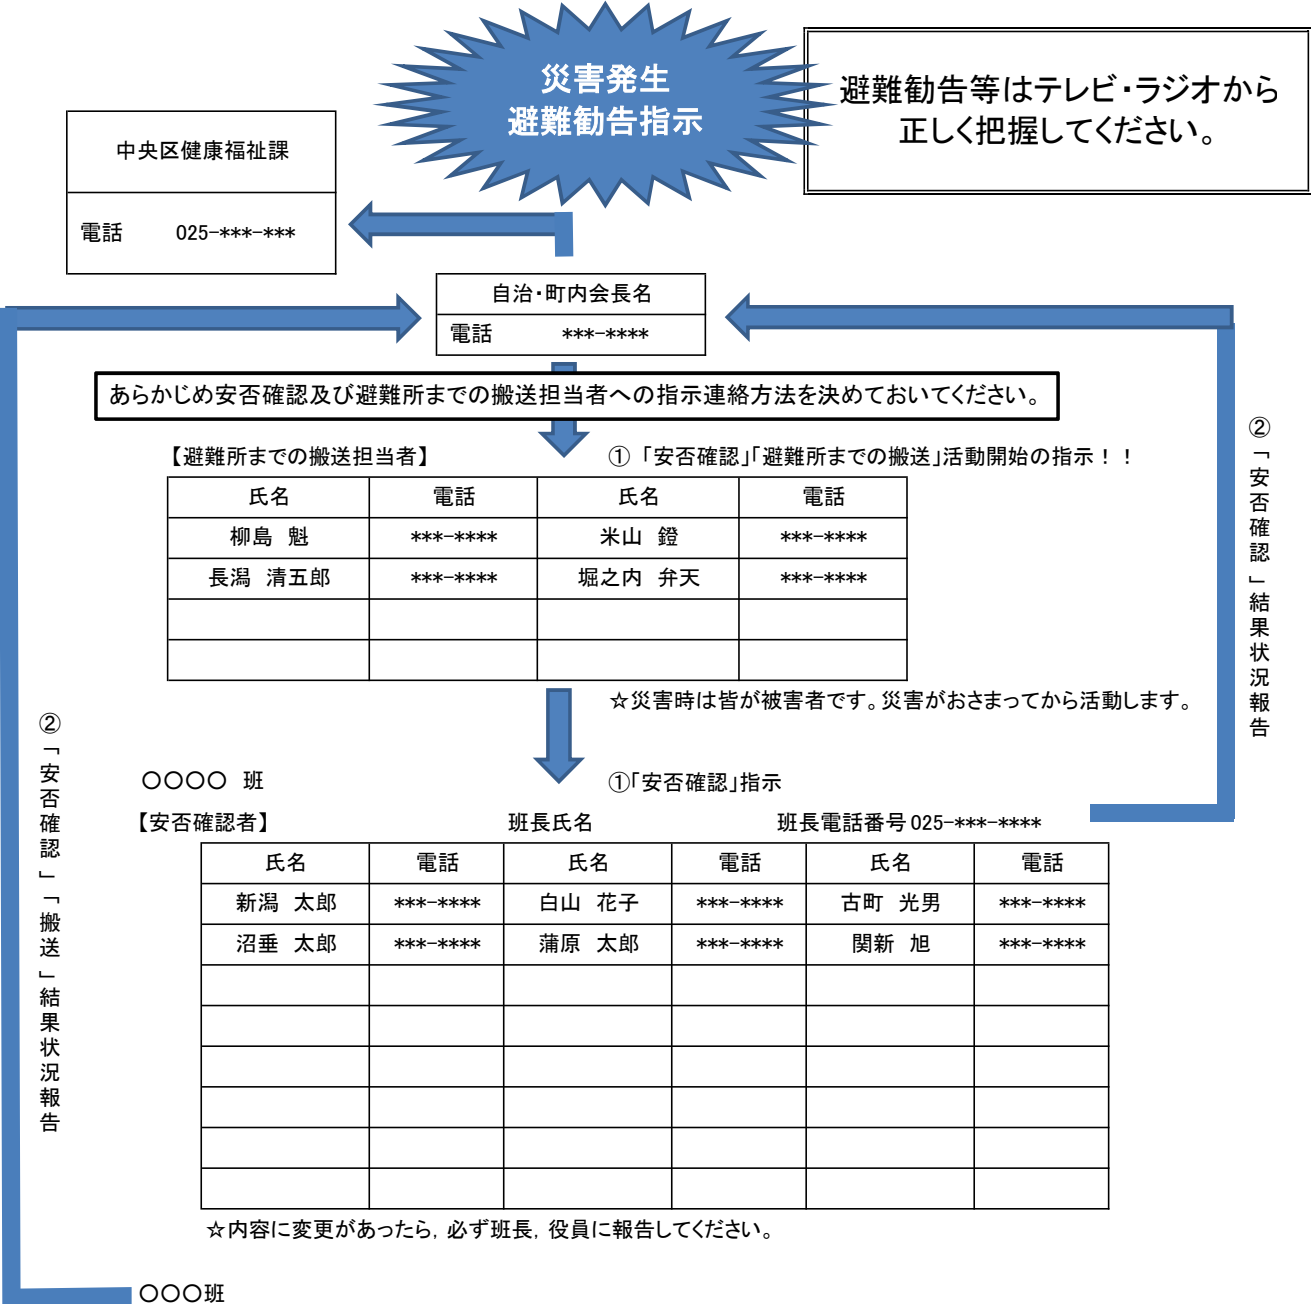 災害発生
避難勧告指示
避難勧告等はテレビ・ラジオから
正しく把握してください。
中央区健康福祉課
電話 025-***-***
自治・町内会長名
電話 ***-****
あらかじめ安否確認及び避難所までの搬送担当者への指示連絡方法を決めておいてください。
【避難所までの搬送担当者】 ① 「安否確認」「避難所までの搬送」活動開始の指示！！
氏名 電話 氏名 電話
柳島 魁 ***-**** 米山 鐙 ***-****
長潟 清五郎 ***-**** 堀之内 弁天 ***-****
☆災害時は皆が被害者です。災害がおさまってから活動します。
②「安否確認」結果状況報告
②「安否確認」「搬送」結果状況報告
〇〇〇〇 班 ①「安否確認」指示
【安否確認者】 班長氏名 班長電話番号 025-***-****
氏名 電話 氏名 電話 氏名 電話
新潟 太郎 ***-**** 白山 花子 ***-**** 古町 光男 ***-****
沼垂 太郎 ***-**** 蒲原 太郎 ***-**** 関新 旭 ***-****
☆内容に変更があったら，必ず班長，役員に報告してください。
〇〇〇班